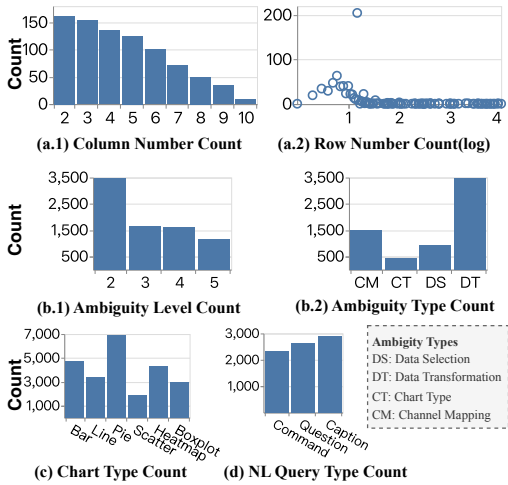 Count
150
100
50
0
2 3 4 5 6 7 8 9 10
(a.1) Column Number Count
200
100
0
1 2 3 4
(a.2) Row Number Count(log)
Count
3,500
2,500
1,500
500
2 3 4 5
(b.1) Ambiguity Level Count
3,500
2,500
1,500
500
CM CT DS DT
(b.2) Ambiguity Type Count
Count
7,000
5,000
3,000
1,000
Bar Line Pie Scatter Heatmap Boxplot
(c) Chart Type Count
3,000
2,000
1,000
Command Question Caption
(d) NL Query Type Count
Ambigity Types
DS: Data Selection
DT: Data Transformation
CT: Chart Type
CM: Channel Mapping